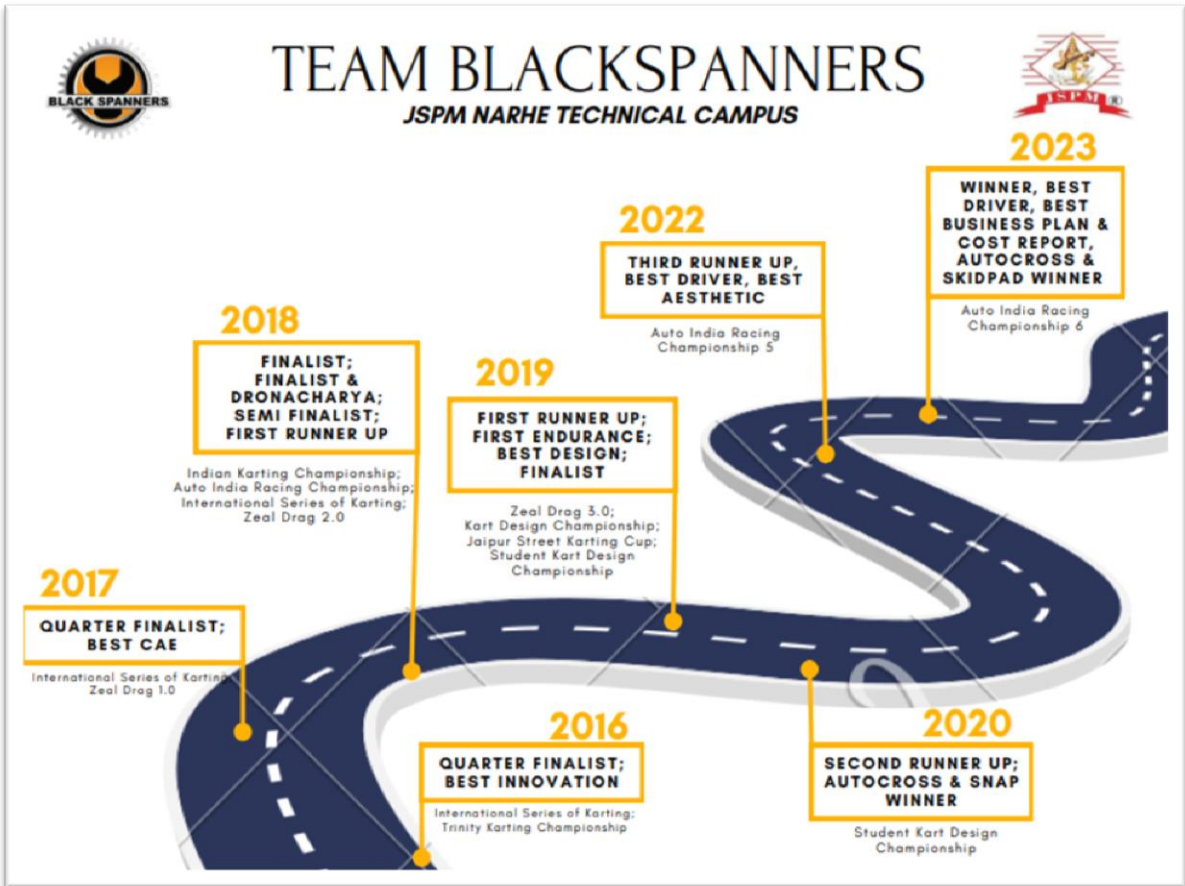 BLACK SPANNERS
TEAM BLACKSPANNERS
JSPM NARHE TECHNICAL CAMPUS
JSPM ®
2023
WINNER, BEST
DRIVER, BEST
BUSINESS PLAN &
COST REPORT,
AUTOCROSS &
SKIDPAD WINNER
Auto India Racing
Championship 6
2022
THIRD RUNNER UP,
BEST DRIVER, BEST
AESTHETIC
Auto India Racing
Championship 5
2018
FINALIST;
FINALIST &
DRONACHARYA;
SEMI FINALIST;
FIRST RUNNER UP
Indian Karting Championship;
Auto India Racing Championship;
International Series of Karting;
Zeal Drag 2.0
2019
FIRST RUNNER UP;
FIRST ENDURANCE;
BEST DESIGN;
FINALIST
Zeal Drag 3.0;
Kart Design Championship;
Jaipur Street Karting Cup;
Student Kart Design
Championship
2017
QUARTER FINALIST;
BEST CAE
International Series of Karting
Zeal Drag 1.0
2016
QUARTER FINALIST;
BEST INNOVATION
International Series of Karting;
Trinity Karting Championship
2020
SECOND RUNNER UP;
AUTOCROSS & SNAP
WINNER
Student Kart Design
Championship